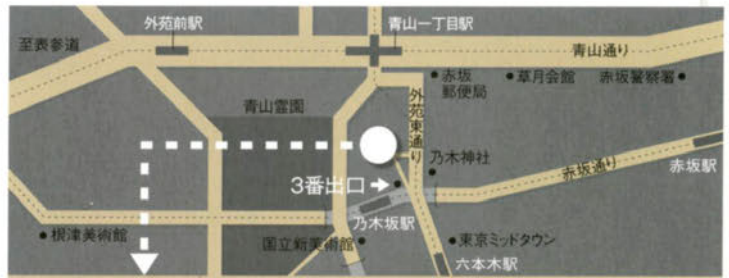 外苑前駅
青山一丁目駅
至表参道
青山通り
赤坂
郵便局
草月会館
赤坂警察署
青山霊園
外苑東通り
乃木神社
赤坂通り
赤坂駅
3番出口→
乃木坂駅
根津美術館
国立新美術館
東京ミッドタウン
六本木駅